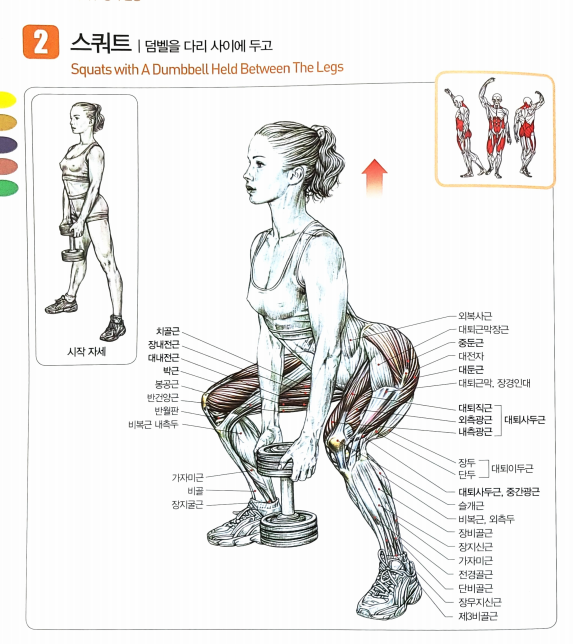 2
스쿼트 | 덤벨을 다리 사이에 두고
Squats with A Dumbbell Held Between The Legs
시작 자세
치골근
장내전근
대내전근
박근
봉공근
반건양근
반월판
비복근 내측두
가자미근
비골
장지굴근
외복사근
대퇴근막장근
중둔근
대전자
대둔근
대퇴근막, 장경인대
대퇴직근
외측광근
내측광근
대퇴사두근
장두
단두
대퇴이두근
대퇴사두근, 중간광근
슬개근
비복근, 외측두
장비골근
장지신근
가자미근
전경골근
단비골근
장무지신근
제3비골근